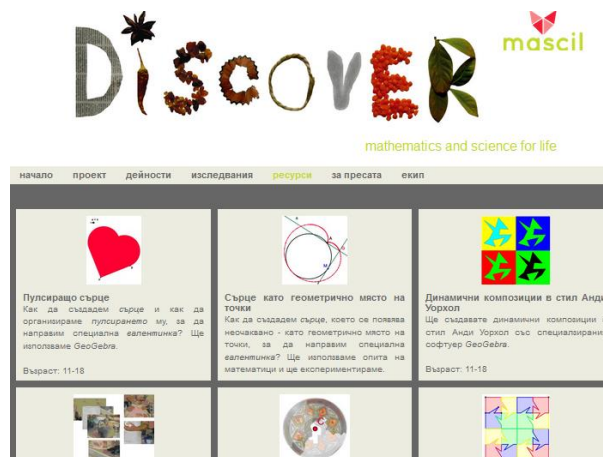 DiSCOVER
mascil
mathematics and science for life
начало проект дейности изследвания ресурси за пресата екип
Пулсиращо сърце
Как да създадем сърце и как да
организираме пулсирането му, за да
направим специална валентинка? Ще
използваме GeoGebra.
Възраст: 11-18
Сърце като геометрично място на
точки
Как да създадем сърце, което се появява
неочаквано - като геометрично място на
точки, за да направим специална
валентинка? Ще използваме опита на
математици и ще експериментираме.
Динамични композиции в стил Анди
Уорхол
Ще създавате динамични композиции
стил Анди Уорхол със специализирани
софтуер GeoGebra.
Възраст: 11-18